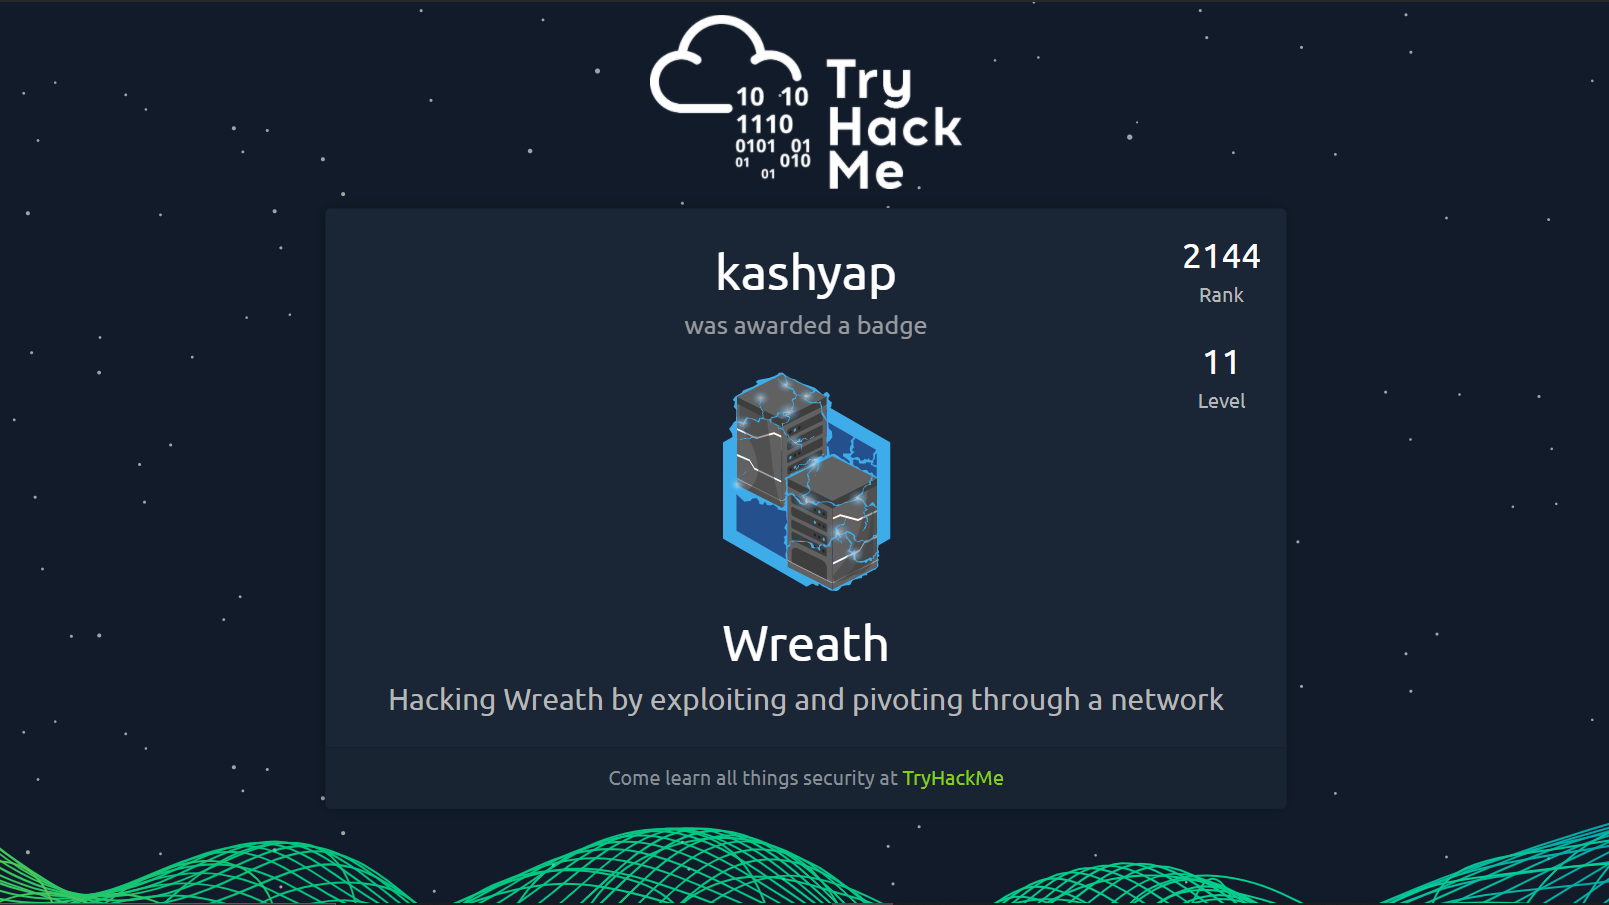 10 10
1110
0101 01
01 010
01
Try
Hack
Me
kashyap
was awarded a badge
2144
Rank
11
Level
Wreath
Hacking Wreath by exploiting and pivoting through a network
Come learn all things security at TryHackMe